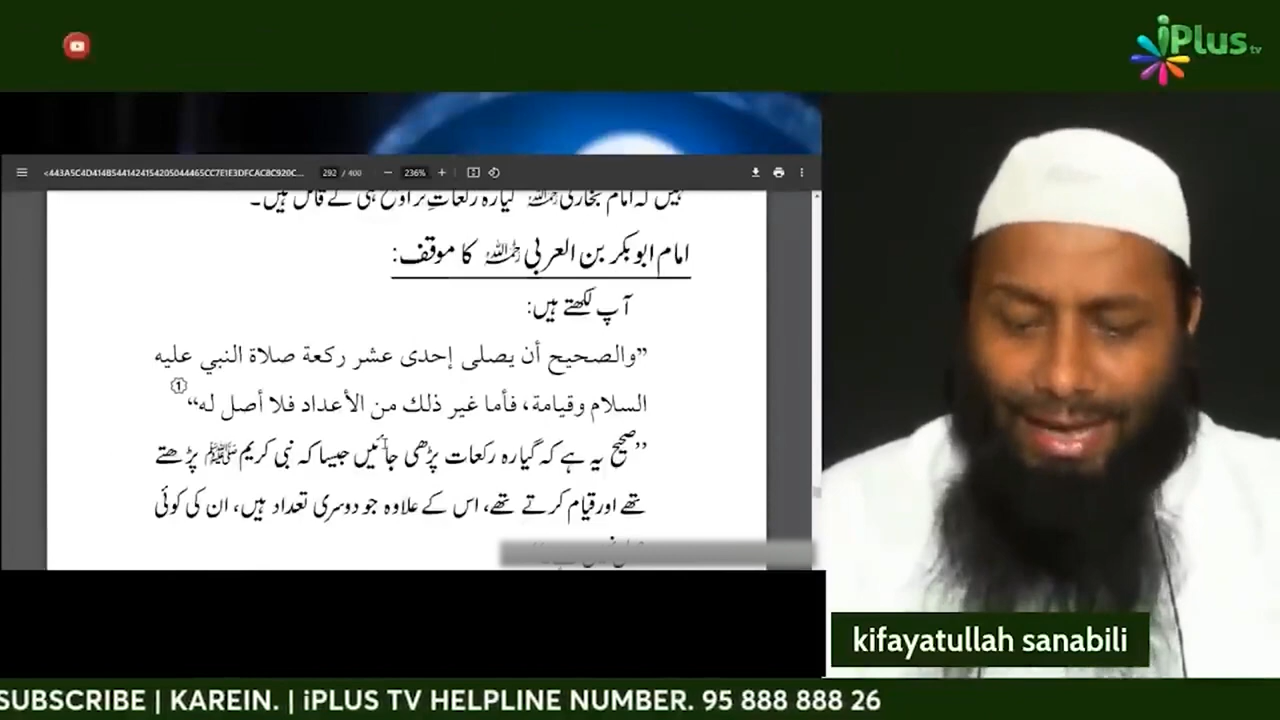 iPlus tv
<443A5C4D414B5441424154205044465CC7E1E3DFCAC8C920C...
292 / 400
236%
ہیں کہ امام بخاری رحمہ اللہ گیارہ رکعاتِ تراویح ہی کے قائل ہیں۔
امام ابو بکر بن العربی رحمہ اللہ کا موقف:
آپ لکھتے ہیں:
”والصحيح أن يصلى إحدى عشر ركعة صلاة النبي عليه
السلام وقيامة، فأما غير ذلك من الأعداد فلا أصل له“ ①
”صحیح یہ ہے کہ گیارہ رکعات پڑھی جائیں جیسا کہ نبی کریم ﷺ پڑھتے
تھے اور قیام کرتے تھے، اس کے علاوہ جو دوسری تعداد ہیں، ان کی کوئی
kifayatullah sanabili
SUBSCRIBE | KAREIN. | iPLUS TV HELPLINE NUMBER. 95 888 888 26